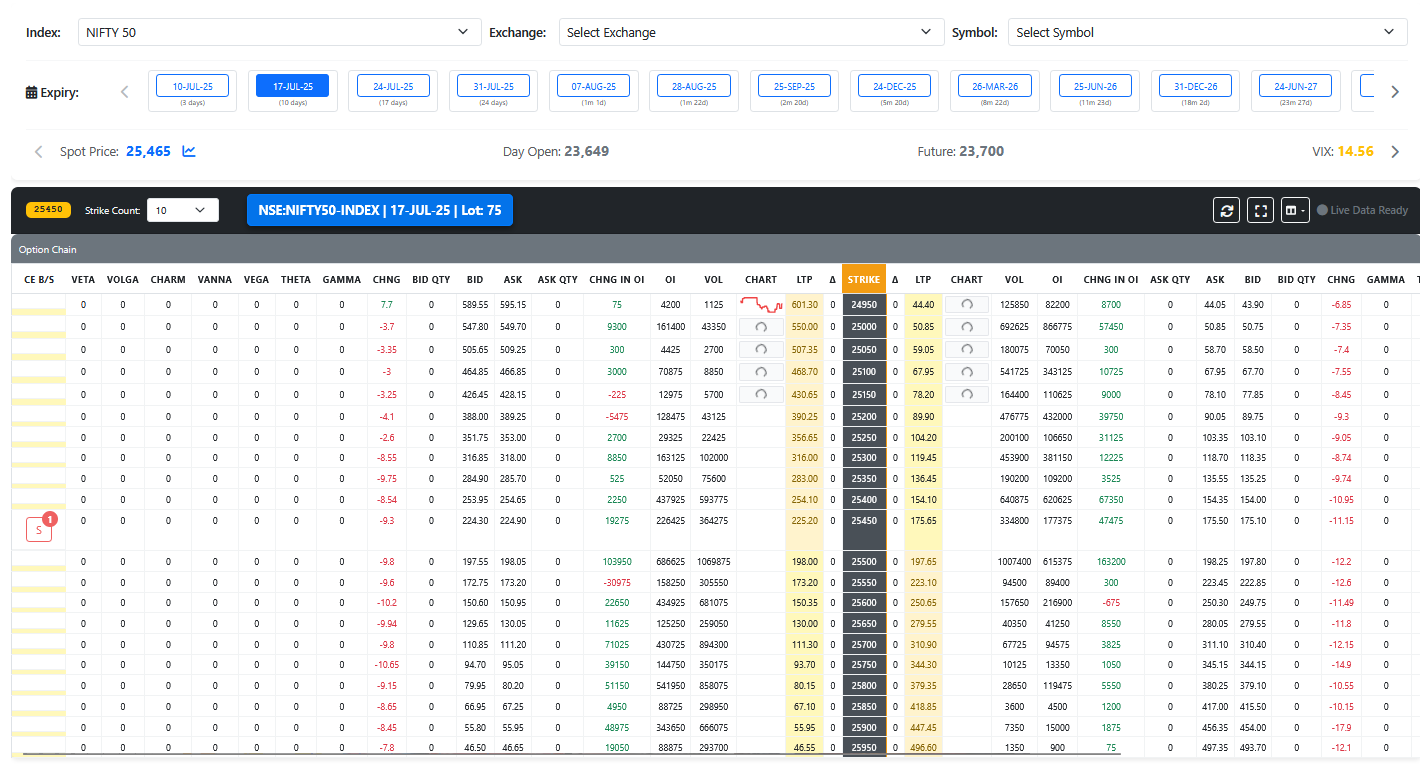 Index: NIFTY 50 Exchange: Select Exchange Symbol: Select Symbol
Expiry: 10-JUL-25 17-JUL-25 24-JUL-25 31-JUL-25 07-AUG-25 28-AUG-25 25-SEP-25 24-DEC-25 26-MAR-26 25-JUN-26 31-DEC-26 24-JUN-27
(3 days) (10 days) (17 days) (24 days) (1m 1d) (1m 22d) (2m 20d) (5m 20d) (8m 22d) (11m 23d) (18m 2d) (23m 27d)
Spot Price: 25,465 Day Open: 23,649 Future: 23,700 VIX: 14.56
25450 Strike Count: 10 NSE:NIFTY50-INDEX | 17-JUL-25 | Lot: 75 Live Data Ready
Option Chain
CE B/S VETA VOLGA CHARM VANNA VEGA THETA GAMMA CHNG BID QTY BID ASK ASK QTY CHNG IN OI OI VOL CHART LTP Δ STRIKE Δ LTP CHART VOL OI CHNG IN OI ASK QTY ASK BID BID QTY CHNG GAMMA
0 0 0 0 0 0 0 7.7 0 589.55 595.15 0 75 4200 1125 601.30 0 24950 0 44.40 125850 82200 8700 0 44.05 43.90 0 -6.85 0
0 0 0 0 0 0 0 -3.7 0 547.80 549.70 0 9300 161400 43350 550.00 0 25000 0 50.85 692625 866775 57450 0 50.85 50.75 0 -7.35 0
0 0 0 0 0 0 0 -3.35 0 505.65 509.25 0 300 4425 2700 507.35 0 25050 0 59.05 180075 70050 300 0 58.70 58.50 0 -7.4 0
0 0 0 0 0 0 0 -3 0 464.85 466.85 0 3000 70875 8850 468.70 0 25100 0 67.95 541725 343125 10725 0 67.95 67.70 0 -7.55 0
0 0 0 0 0 0 0 -3.25 0 426.45 428.15 0 -225 12975 5700 430.65 0 25150 0 78.20 164400 110625 9000 0 78.10 77.85 0 -8.45 0
0 0 0 0 0 0 0 -4.1 0 388.00 389.25 0 -5475 128475 43125 390.25 0 25200 0 89.90 476775 432000 39750 0 90.05 89.75 0 -9.3 0
0 0 0 0 0 0 0 -2.6 0 351.75 353.00 0 2700 29325 22425 356.65 0 25250 0 104.20 200100 106650 31125 0 103.35 103.10 0 -9.05 0
0 0 0 0 0 0 0 -8.55 0 316.85 318.00 0 8850 163125 102000 316.00 0 25300 0 119.45 453900 381150 12225 0 118.70 118.35 0 -8.74 0
0 0 0 0 0 0 0 -9.75 0 284.90 285.70 0 525 52050 75600 283.00 0 25350 0 136.45 190200 109200 3525 0 135.55 135.25 0 -9.74 0
0 0 0 0 0 0 0 -8.54 0 253.95 254.65 0 2250 437925 593775 254.10 0 25400 0 154.10 640875 620625 67350 0 154.35 154.00 0 -10.95 0
S 1 0 0 0 0 0 0 0 -9.3 0 224.30 224.90 0 19275 226425 364275 225.20 0 25450 0 175.65 334800 177375 47475 0 175.50 175.10 0 -11.15 0
0 0 0 0 0 0 0 -9.8 0 197.55 198.05 0 103950 686625 1069875 198.00 0 25500 0 197.65 1007400 615375 163200 0 198.25 197.80 0 -12.2 0
0 0 0 0 0 0 0 -9.6 0 172.75 173.20 0 -30975 158250 305550 173.20 0 25550 0 223.10 94500 89400 300 0 223.45 222.85 0 -12.6 0
0 0 0 0 0 0 0 -10.2 0 150.60 150.95 0 22650 434925 681075 150.35 0 25600 0 250.65 157650 216900 -675 0 250.30 249.75 0 -11.49 0
0 0 0 0 0 0 0 -9.94 0 129.65 130.05 0 11625 125250 259050 130.00 0 25650 0 279.55 40350 41250 8550 0 280.05 279.55 0 -11.8 0
0 0 0 0 0 0 0 -9.8 0 110.85 111.20 0 71025 430725 894300 111.30 0 25700 0 310.90 67725 94575 3825 0 311.10 310.40 0 -12.15 0
0 0 0 0 0 0 0 -10.65 0 94.70 95.05 0 39150 144750 350175 93.70 0 25750 0 344.30 10125 13350 1050 0 345.15 344.15 0 -14.9 0
0 0 0 0 0 0 0 -9.15 0 79.95 80.20 0 51150 541950 858075 80.15 0 25800 0 379.35 28650 119475 5550 0 380.25 379.10 0 -10.55 0
0 0 0 0 0 0 0 -8.65 0 66.95 67.25 0 4950 88725 298950 67.10 0 25850 0 418.85 3600 4500 1200 0 417.00 415.50 0 -10.15 0
0 0 0 0 0 0 0 -8.45 0 55.80 55.95 0 48975 343650 666075 55.95 0 25900 0 447.45 7350 15000 1875 0 456.35 454.00 0 -17.9 0
0 0 0 0 0 0 0 -7.8 0 46.50 46.65 0 19050 88875 293700 46.55 0 25950 0 496.60 1350 900 75 0 497.35 493.70 0 -12.1 0